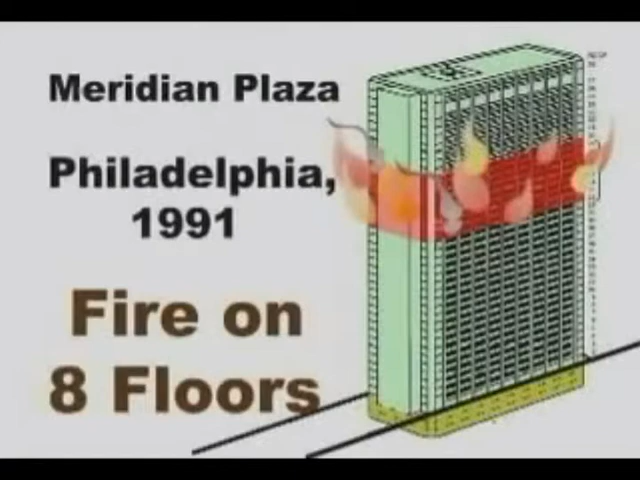 Meridian Plaza
Philadelphia,
1991
Fire on
8 Floors